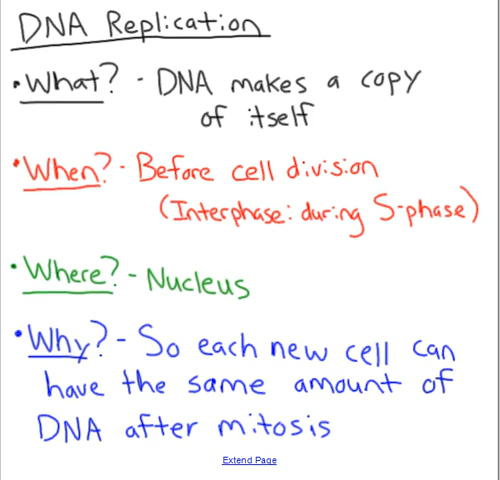 DNA Replication
• What? - DNA makes a copy
of itself
• When? - Before cell division
(Interphase: during S-phase)
• Where? - Nucleus
• Why? - So each new cell can
have the same amount of
DNA after mitosis
Extend Page